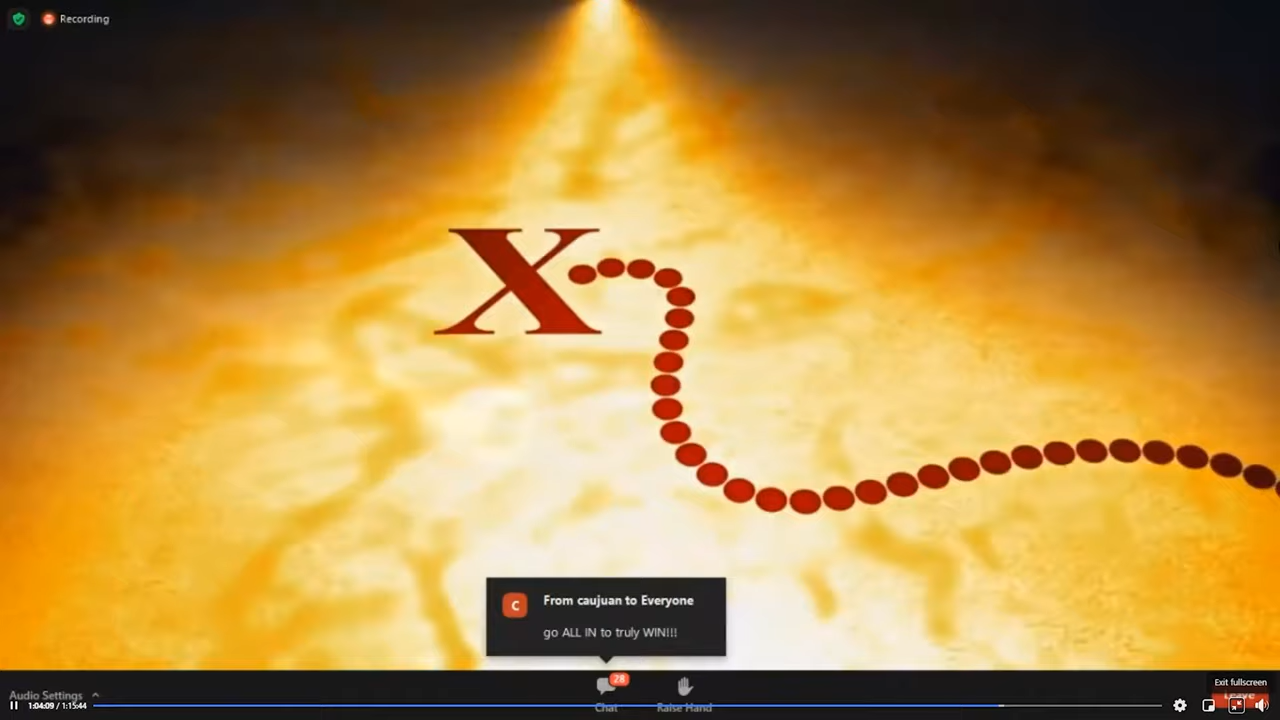 Recording
X
From caujuan to Everyone
C
go ALL IN to truly WIN!!!
Exit fullscreen
28
Audio Settings
Leave
Chat
Raise Hand
1:04:09 / 1:15:44